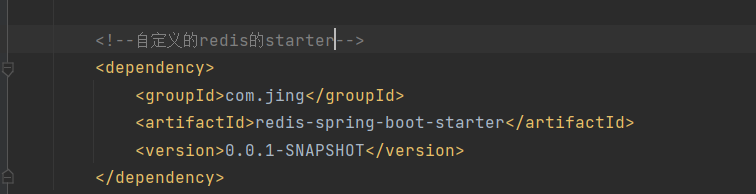 <!--自定义的redis的starter-->
<dependency>
<groupId>com.jing</groupId>
<artifactId>redis-spring-boot-starter</artifactId>
<version>0.0.1-SNAPSHOT</version>
</dependency>